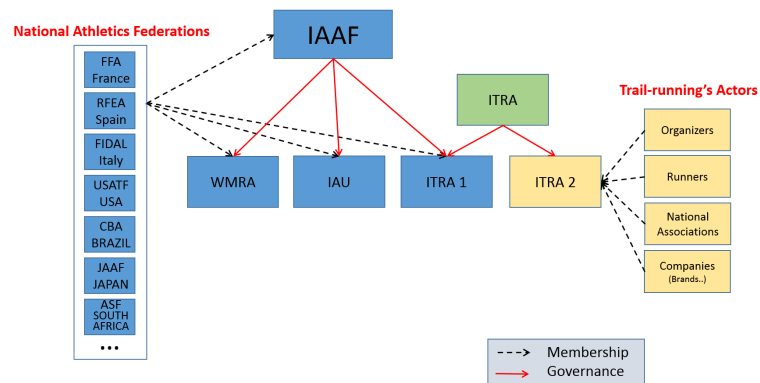 National Athletics Federations
IAAF
FFA
France
RFEA
Spain
FIDAL
Italy
USATF
USA
CBA
BRAZIL
JAAF
JAPAN
ASF
SOUTH
AFRICA
•••
ITRA
WMRA
IAU
ITRA 1
ITRA 2
Trail-running’s Actors
Organizers
Runners
National
Associations
Companies
(Brands..)
Membership
Governance